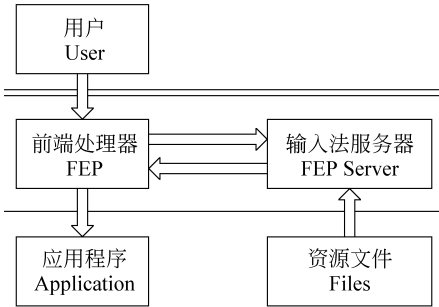 用户
User
前端处理器
FEP
输入法服务器
FEP Server
应用程序
Application
资源文件
Files